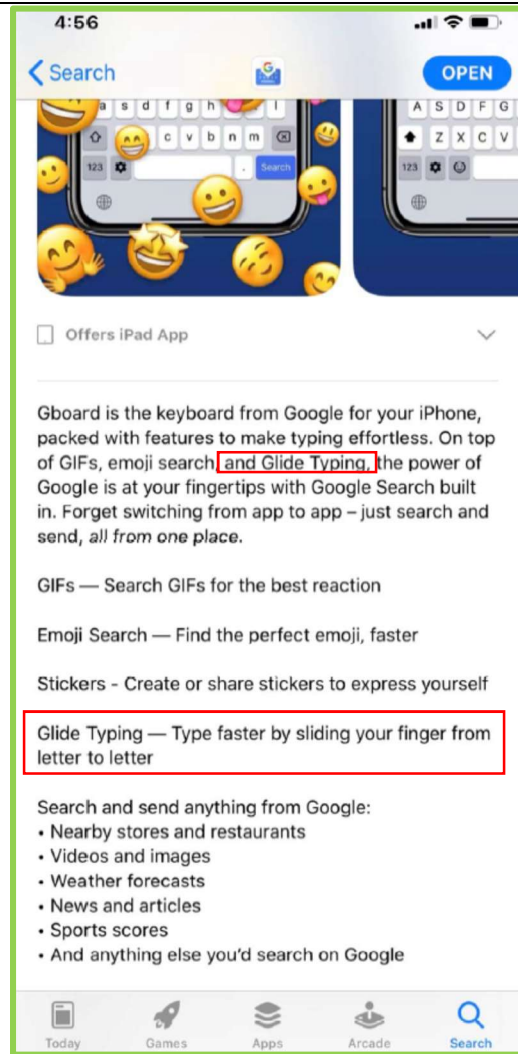 4:56
Search
OPEN
a s d f g h l
A S D F G
c v b n m
Z X C V
123 . Search
123
Offers iPad App
Gboard is the keyboard from Google for your iPhone,
packed with features to make typing effortless. On top
of GIFs, emoji search, and Glide Typing, the power of
Google is at your fingertips with Google Search built
in. Forget switching from app to app – just search and
send, all from one place.
GIFs — Search GIFs for the best reaction
Emoji Search — Find the perfect emoji, faster
Stickers - Create or share stickers to express yourself
Glide Typing — Type faster by sliding your finger from
letter to letter
Search and send anything from Google:
• Nearby stores and restaurants
• Videos and images
• Weather forecasts
• News and articles
• Sports scores
• And anything else you'd search on Google
Today Games Apps Arcade Search